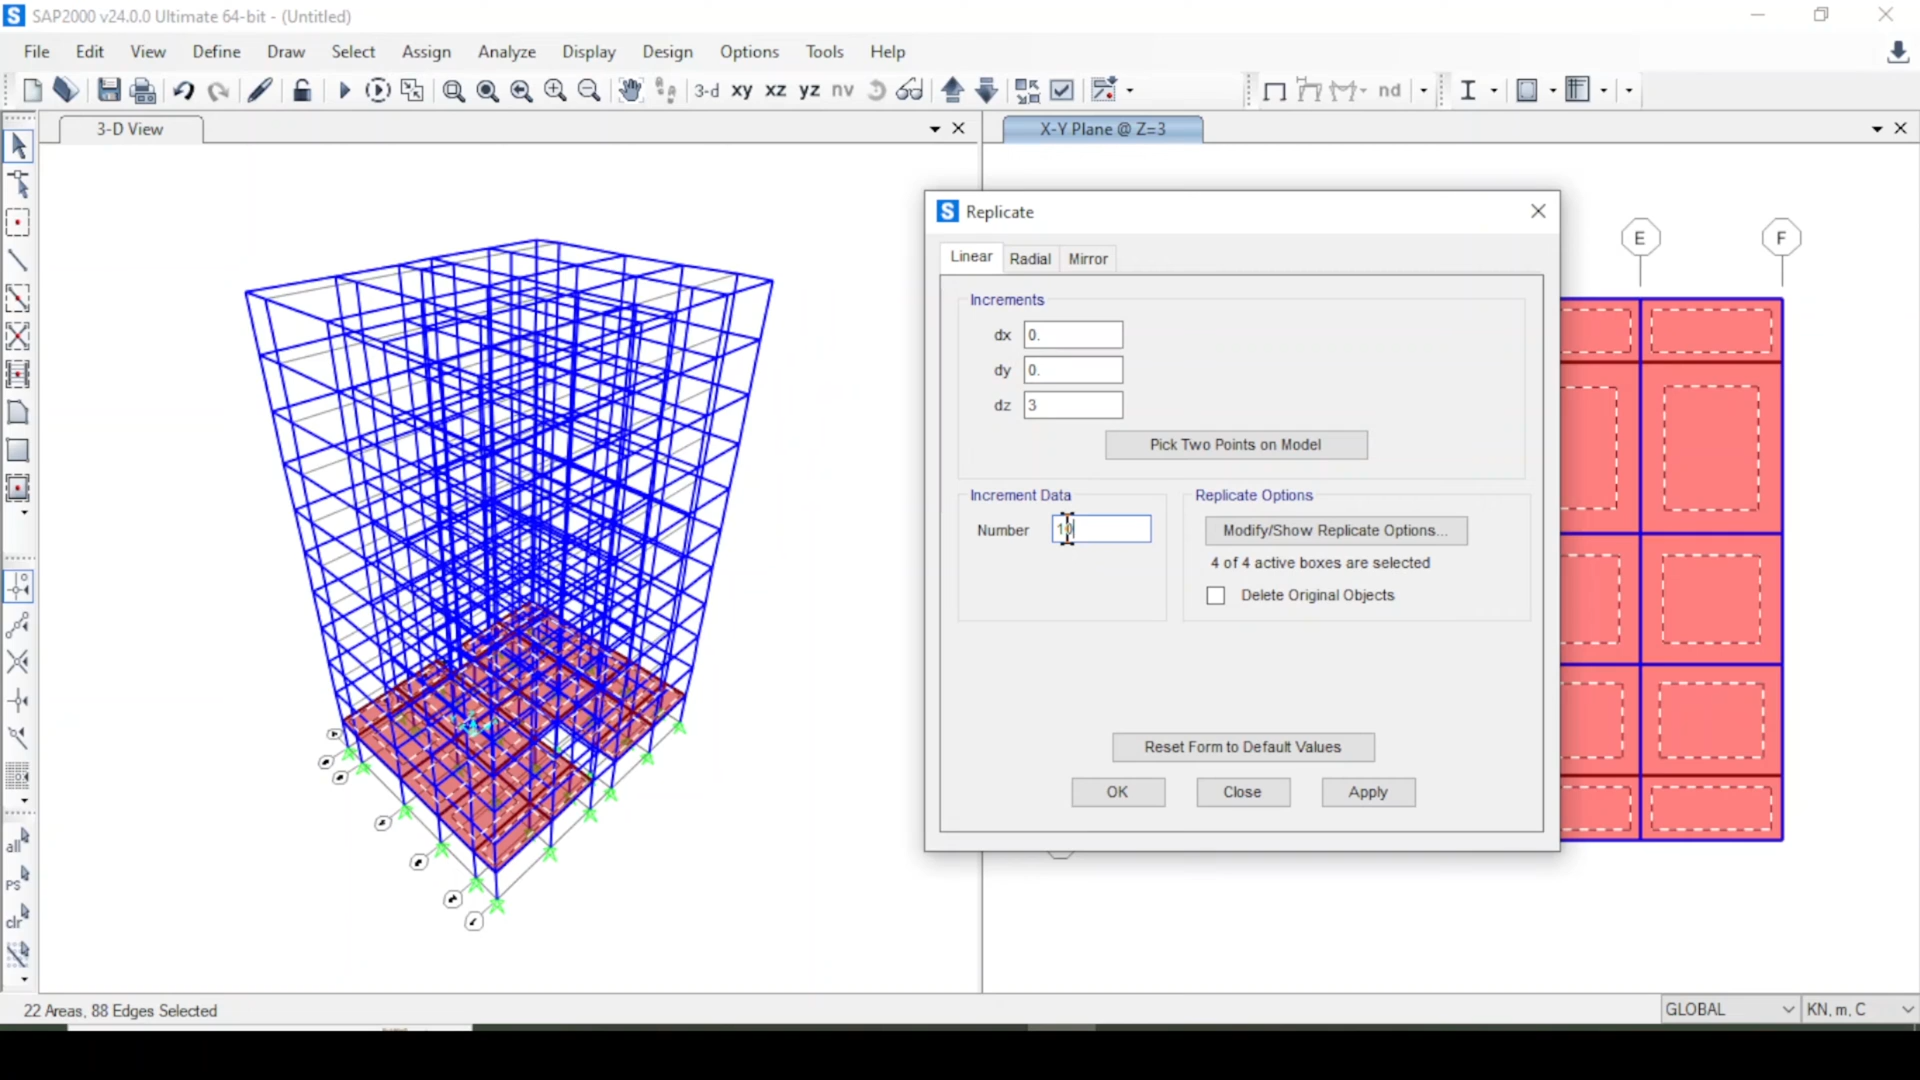 SAP2000 v24.0.0 Ultimate 64-bit - (Untitled)
File Edit View Define Draw Select Assign Analyze Display Design Options Tools Help
3-d xy xz yz nv nd
3-D View
X-Y Plane @ Z=3
Replicate
Linear Radial Mirror
Increments
dx 0.
dy 0.
dz 3
Pick Two Points on Model
Increment Data
Number 10
Replicate Options
Modify/Show Replicate Options...
4 of 4 active boxes are selected
Delete Original Objects
Reset Form to Default Values
OK Close Apply
E F
all
PS
clr
22 Areas, 88 Edges Selected
GLOBAL
KN, m, C